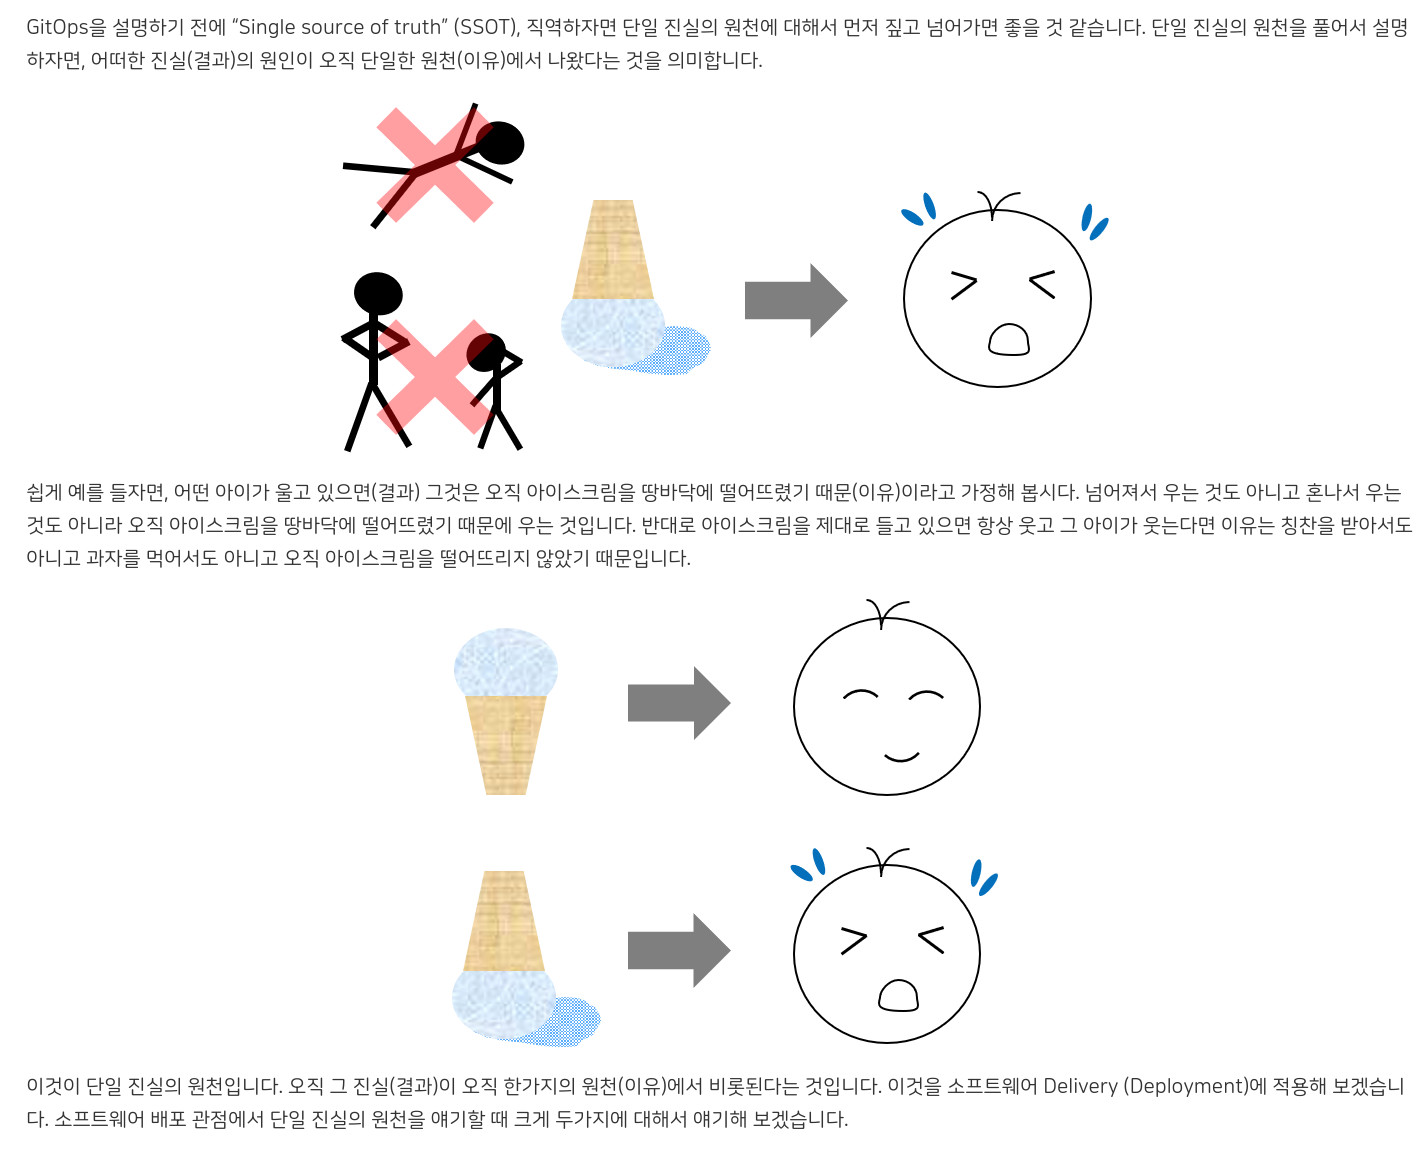 GitOps을 설명하기 전에 “Single source of truth” (SSOT), 직역하자면 단일 진실의 원천에 대해서 먼저 짚고 넘어가면 좋을 것 같습니다. 단일 진실의 원천을 풀어서 설명
하자면, 어떠한 진실(결과)의 원인이 오직 단일한 원천(이유)에서 나왔다는 것을 의미합니다.
쉽게 예를 들자면, 어떤 아이가 울고 있으면(결과) 그것은 오직 아이스크림을 땅바닥에 떨어뜨렸기 때문(이유)이라고 가정해 봅시다. 넘어져서 우는 것도 아니고 혼나서 우는
것도 아니라 오직 아이스크림을 땅바닥에 떨어뜨렸기 때문에 우는 것입니다. 반대로 아이스크림을 제대로 들고 있으면 항상 웃고 그 아이가 웃는다면 이유는 칭찬을 받아서도
아니고 과자를 먹어서도 아니고 오직 아이스크림을 떨어뜨리지 않았기 때문입니다.
이것이 단일 진실의 원천입니다. 오직 그 진실(결과)이 오직 한가지의 원천(이유)에서 비롯된다는 것입니다. 이것을 소프트웨어 Delivery (Deployment)에 적용해 보겠습니
다. 소프트웨어 배포 관점에서 단일 진실의 원천을 얘기할 때 크게 두가지에 대해서 얘기해 보겠습니다.